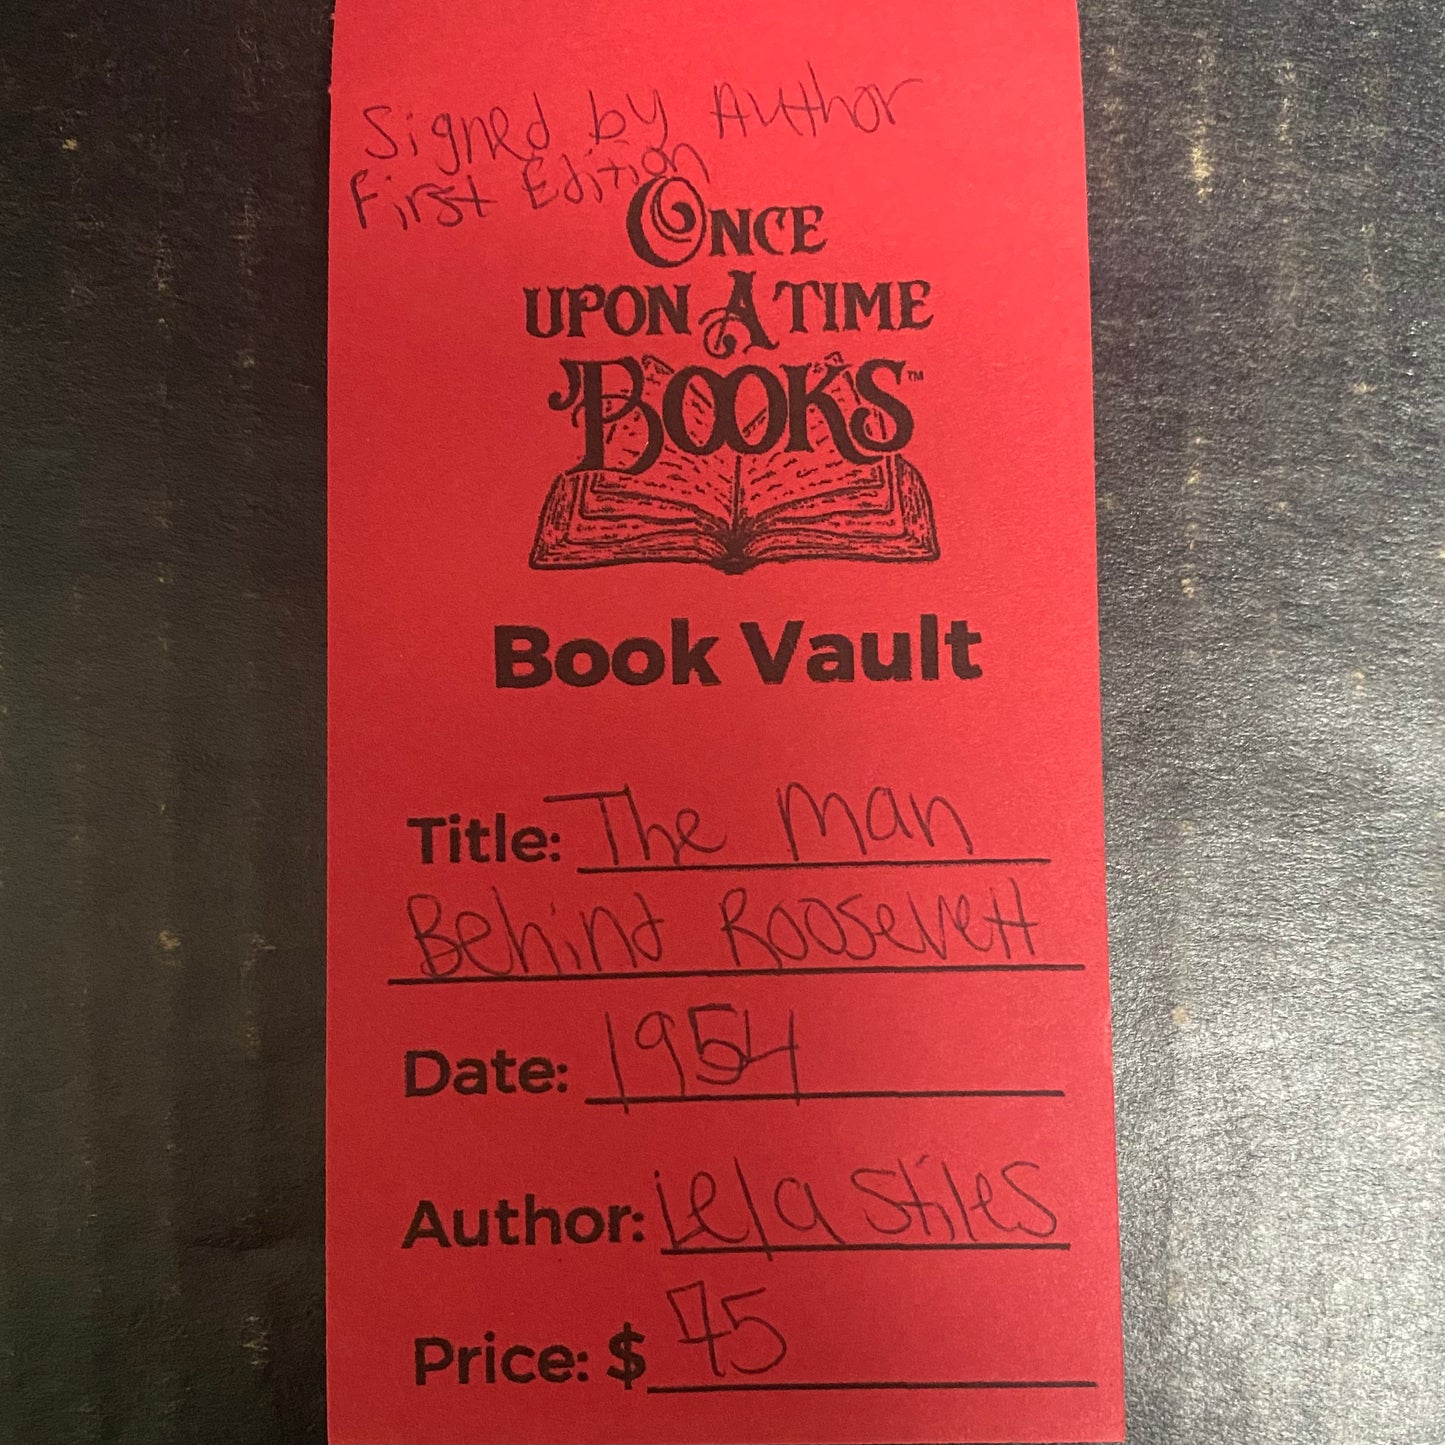 Signed by Author
First Edition
ONCE
UPON A TIME
BOOKS™
Book Vault
Title: The Man
Behind Roosevelt
Date: 1954
Author: lela stiles
Price: $ 75